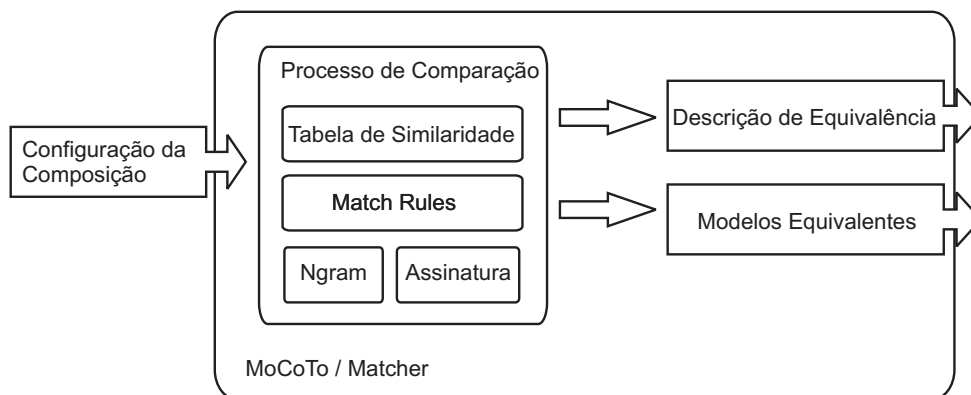 Processo de Comparação
Tabela de Similaridade
Descrição de Equivalência
Configuração da
Composição
Match Rules
Modelos Equivalentes
Ngram
Assinatura
MoCoTo / Matcher